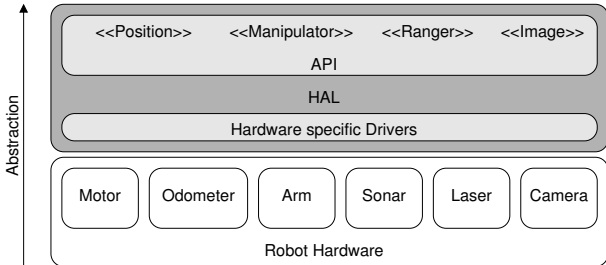 Abstraction
<<Position>> <<Manipulator>> <<Ranger>> <<Image>>
API
HAL
Hardware specific Drivers
Motor Odometer Arm Sonar Laser Camera
Robot Hardware